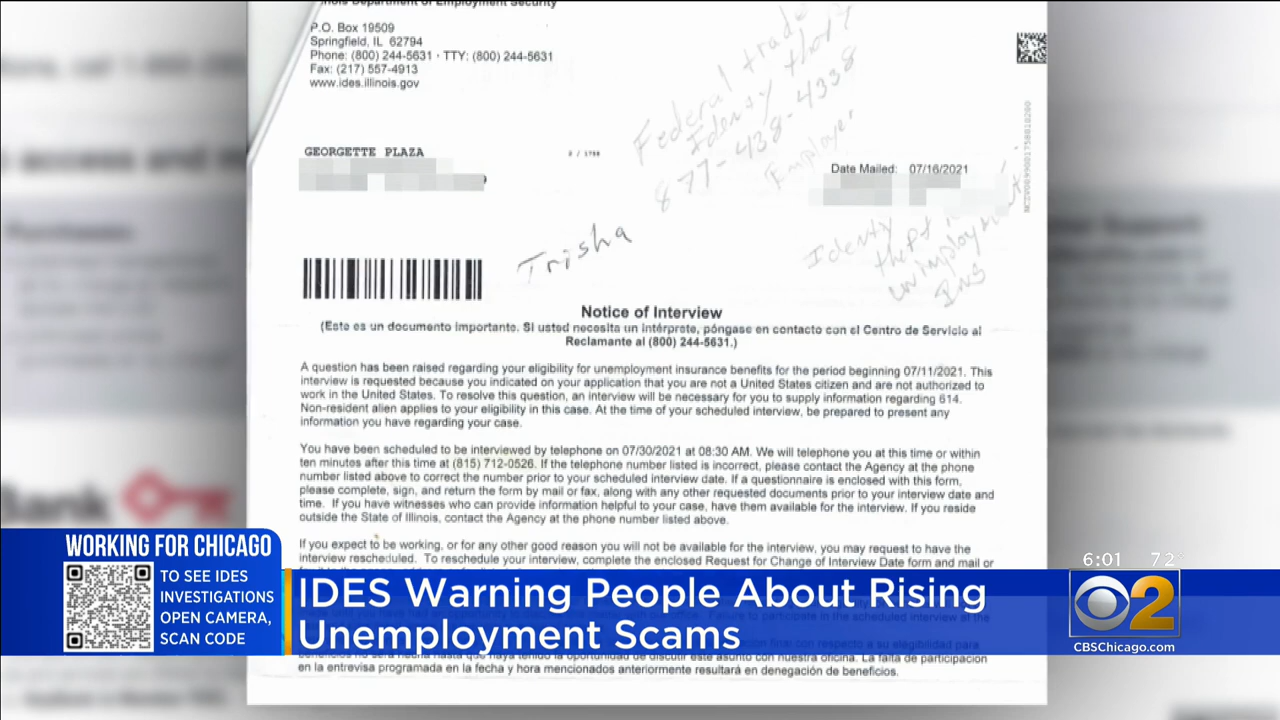 Illinois Department of Employment Security
P.O. Box 19509
Springfield, IL 62794
Phone: (800) 244-5631 · TTY: (800) 244-5631
Fax: (217) 557-4913
www.ides.illinois.gov
Federal trade
Idenity theft
877-438-4338
Employer
GEORGETTE PLAZA
Date Mailed: 07/16/2021
Trisha
Identy
theft
unimployment
INS
Notice of Interview
(Este es un documento importante. Si usted necesita un intérprete, póngase en contacto con el Centro de Servicio al
Reclamante al (800) 244-5631.)
A question has been raised regarding your eligibility for unemployment insurance benefits for the period beginning 07/11/2021. This
interview is requested because you indicated on your application that you are not a United States citizen and are not authorized to
work in the United States. To resolve this question, an interview will be necessary for you to supply information regarding 614.
Non-resident alien applies to your eligibility in this case. At the time of your scheduled interview, be prepared to present any
information you have regarding your case.
You have been scheduled to be interviewed by telephone on 07/30/2021 at 08:30 AM. We will telephone you at this time or within
ten minutes after this time at (815) 712-0526. If the telephone number listed is incorrect, please contact the Agency at the phone
number listed above to correct the number prior to your scheduled interview date. If a questionnaire is enclosed with this form,
please complete, sign, and return the form by mail or fax, along with any other requested documents prior to your interview date and
time. If you have witnesses who can provide information helpful to your case, have them available for the interview. If you reside
outside the State of Illinois, contact the Agency at the phone number listed above.
If you expect to be working, or for any other good reason you will not be available for the interview, you may request to have the
interview rescheduled. To reschedule your interview, complete the enclosed Request for Change of Interview Date form and mail or
WORKING FOR CHICAGO
TO SEE IDES
INVESTIGATIONS
OPEN CAMERA,
SCAN CODE
IDES Warning People About Rising
Unemployment Scams
6:01 72
2
CBSChicago.com
en la entrevista programada en la fecha y hora mencionados anteriormente resultará en denegación de beneficios.
Bank